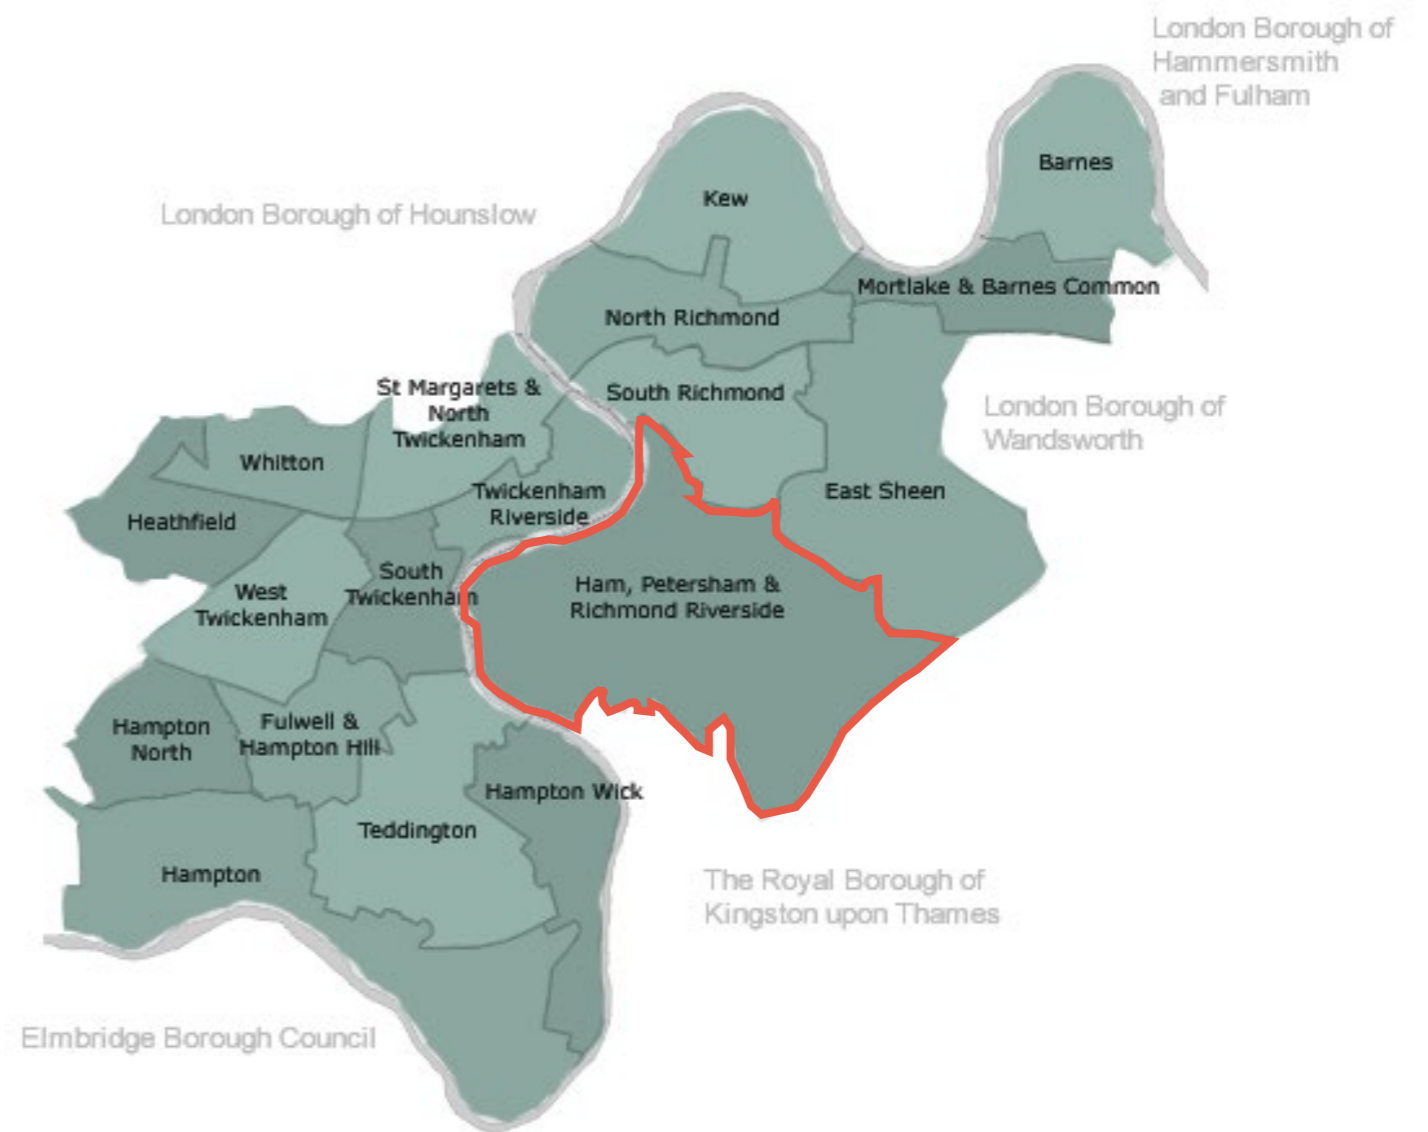 London Borough of
Hammersmith
and Fulham
Barnes
Kew
London Borough of Hounslow
Mortlake & Barnes Common
North Richmond
St Margarets &
North
Twickenham
South Richmond
London Borough of
Wandsworth
Whitton
Twickenham
Riverside
East Sheen
Heathfield
South
Twickenham
Ham, Petersham &
Richmond Riverside
West
Twickenham
Hampton
North
Fulwell &
Hampton Hill
Hampton Wick
Teddington
Hampton
The Royal Borough of
Kingston upon Thames
Elmbridge Borough Council